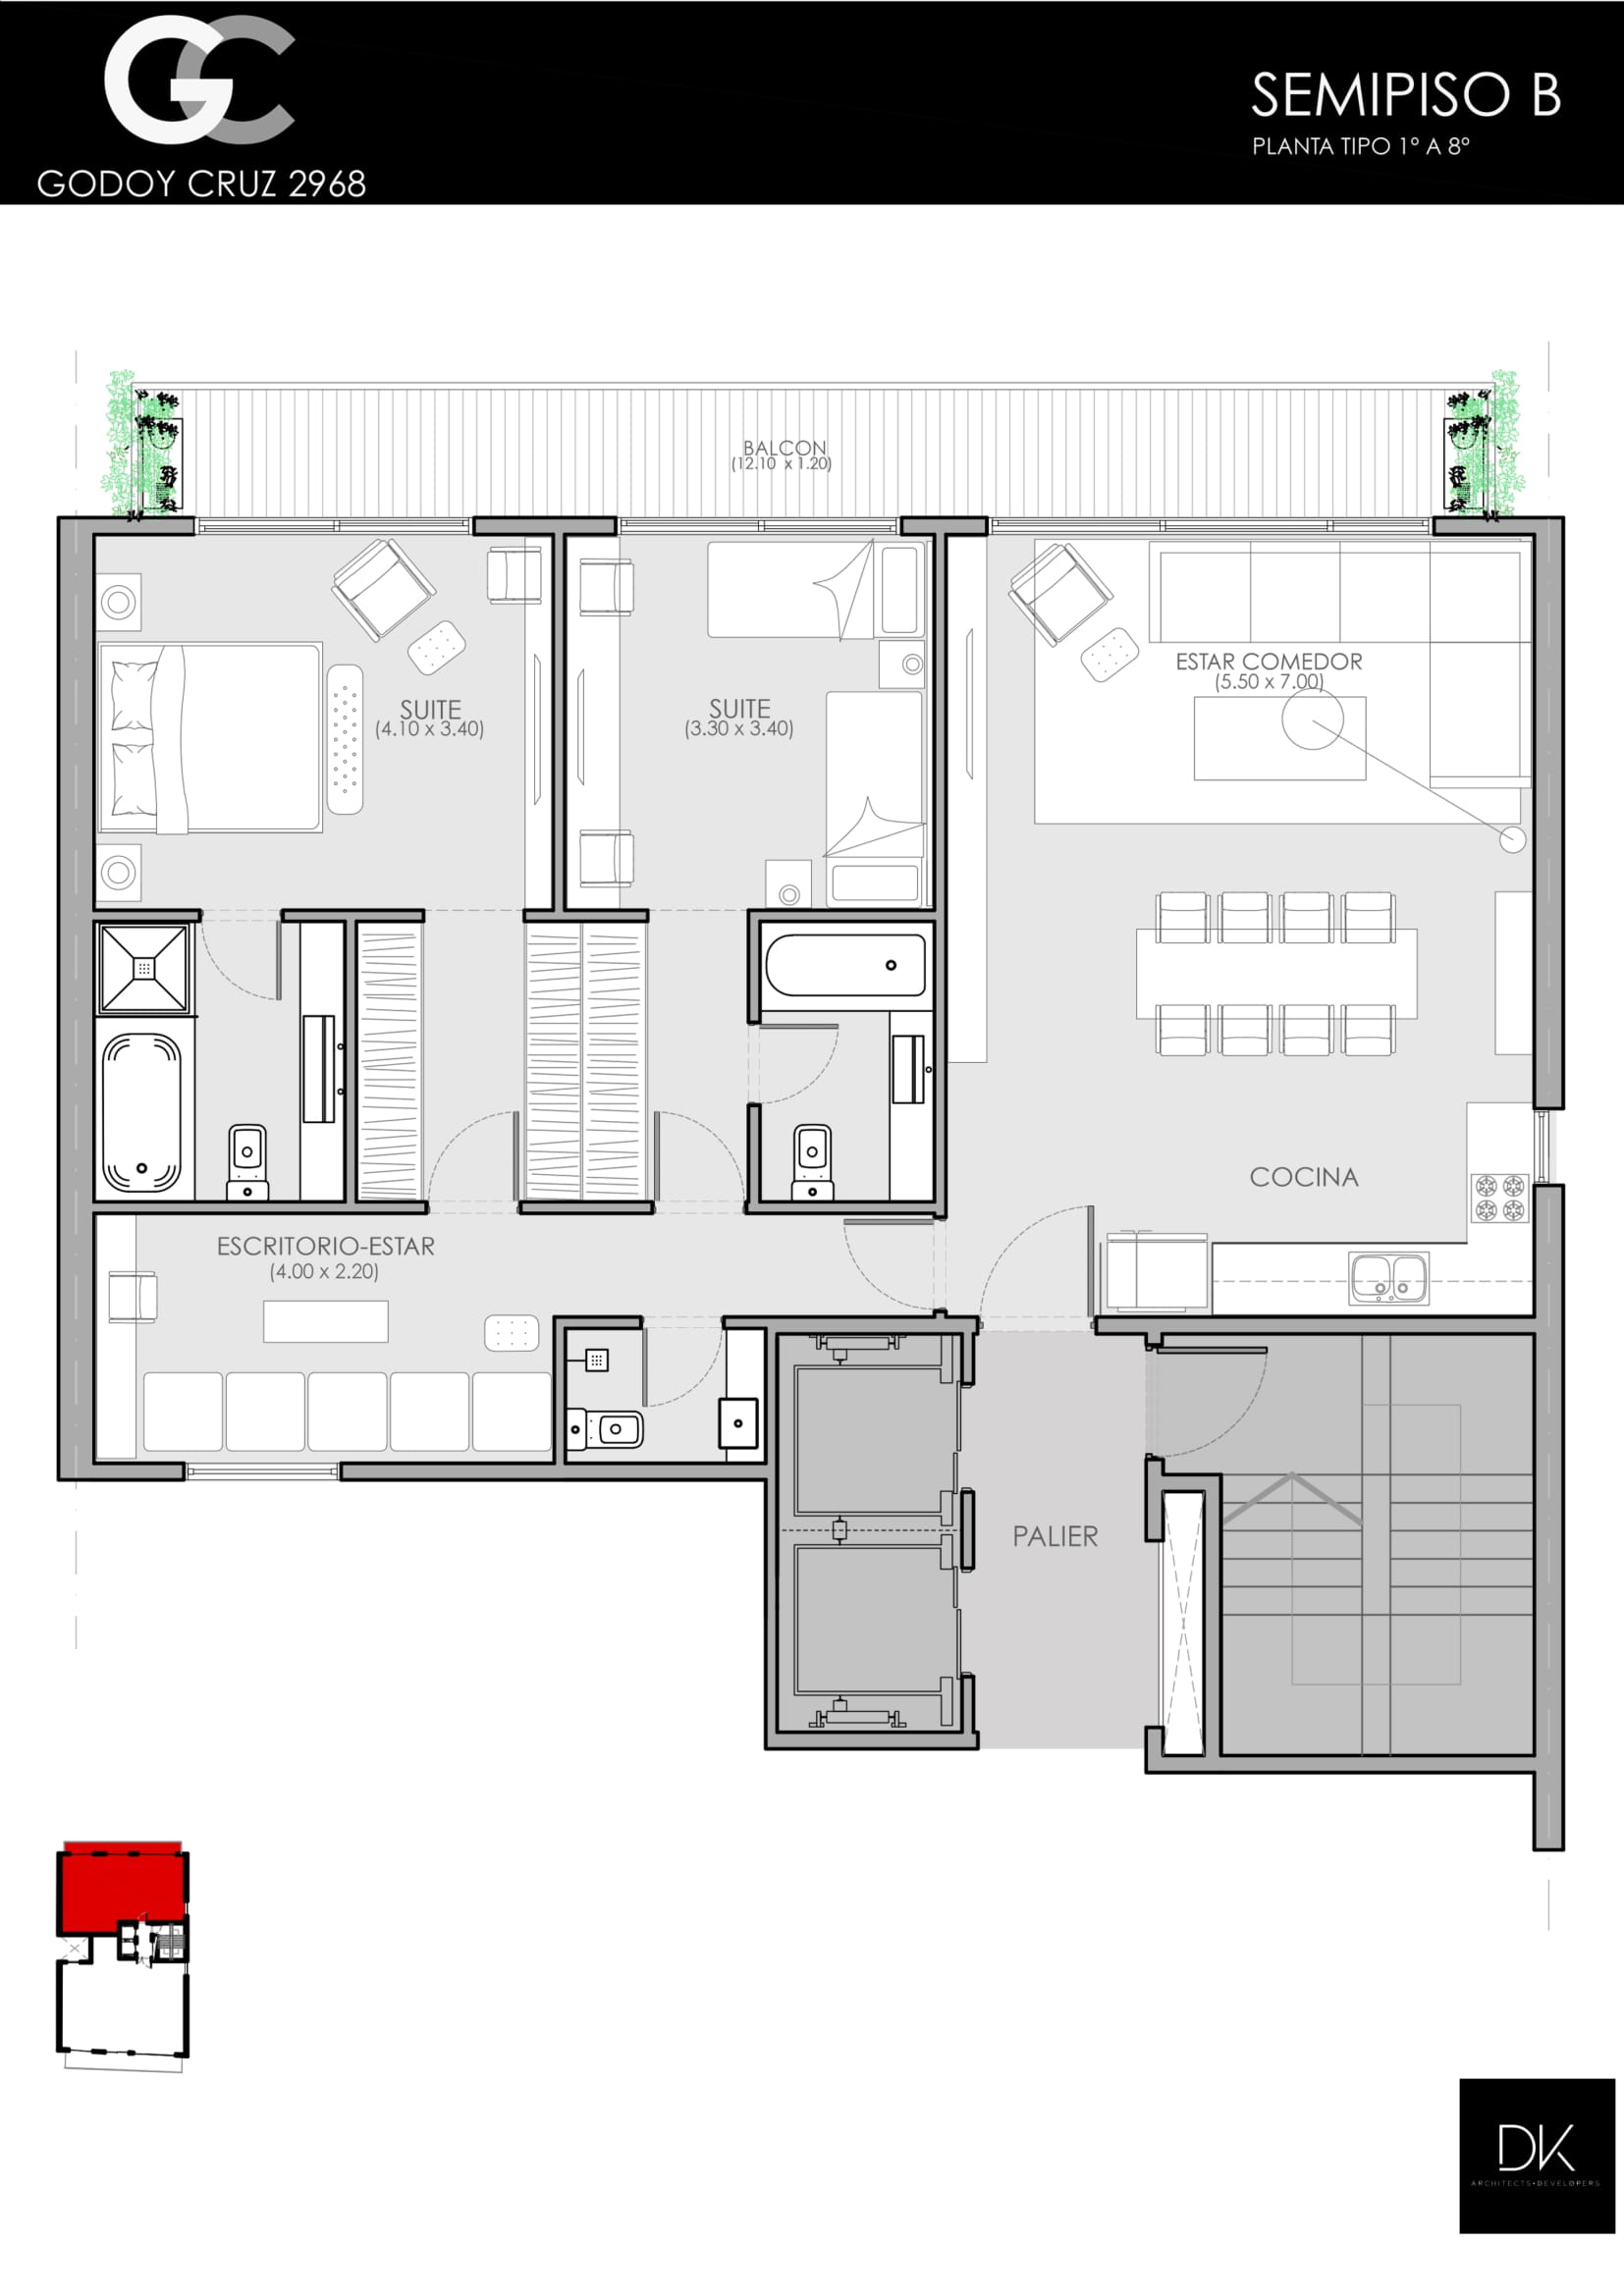 GC
GODOY CRUZ 2968
SEMIPISO B
PLANTA TIPO 1º A 8º
BALCON
(12.10 x 1.20)
SUITE
(4.10 x 3.40)
SUITE
(3.30 x 3.40)
ESTAR COMEDOR
(5.50 x 7.00)
COCINA
ESCRITORIO-ESTAR
(4.00 x 2.20)
PALIER
DK
ARCHITECTS+DEVELOPERS